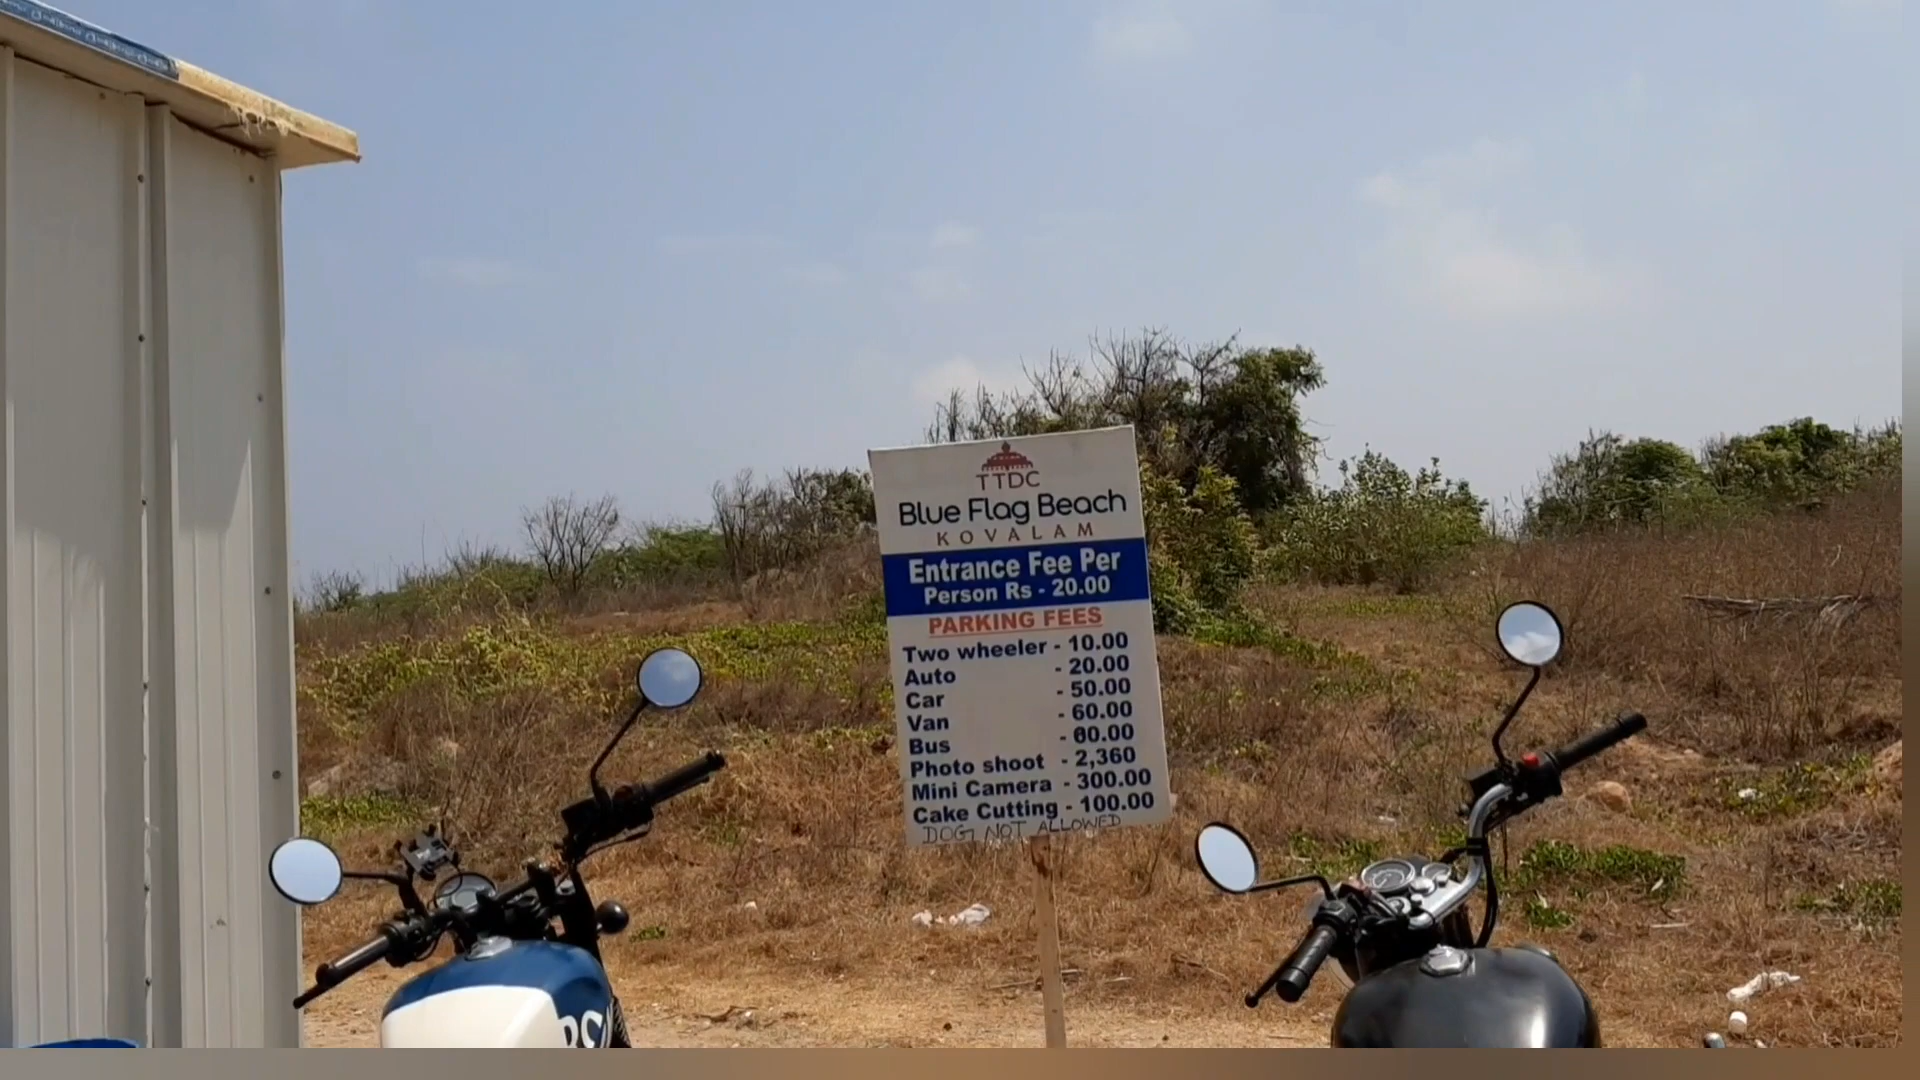 TTDC
Blue Flag Beach
KOVALAM
Entrance Fee Per
Person Rs - 20.00
PARKING FEES
Two wheeler - 10.00
Auto - 20.00
Car - 50.00
Van - 60.00
Bus - 60.00
Photo shoot - 2,360
Mini Camera - 300.00
Cake Cutting - 100.00
DOG NOT ALLOWED